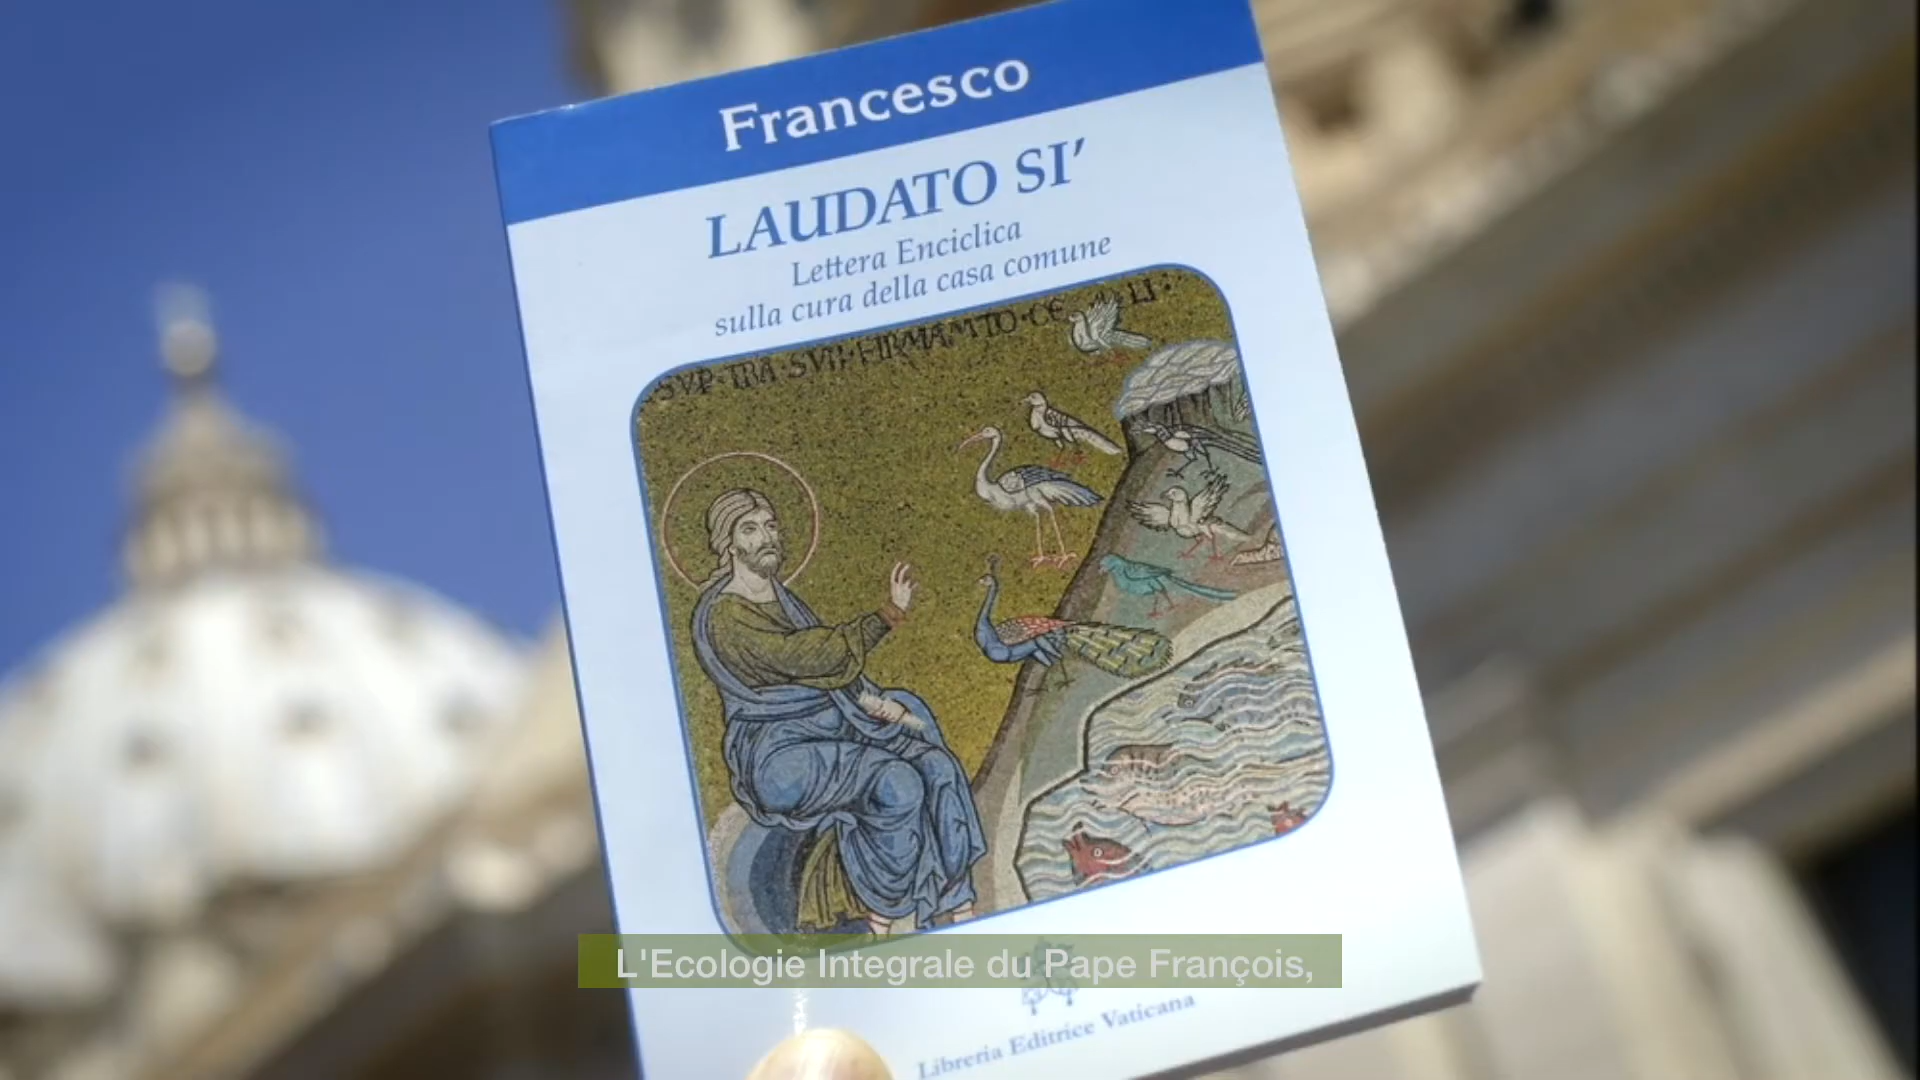 Francesco
LAUDATO SI’
Lettera Enciclica
sulla cura della casa comune
L'Ecologie Integrale du Pape François,
Libreria Editrice Vaticana